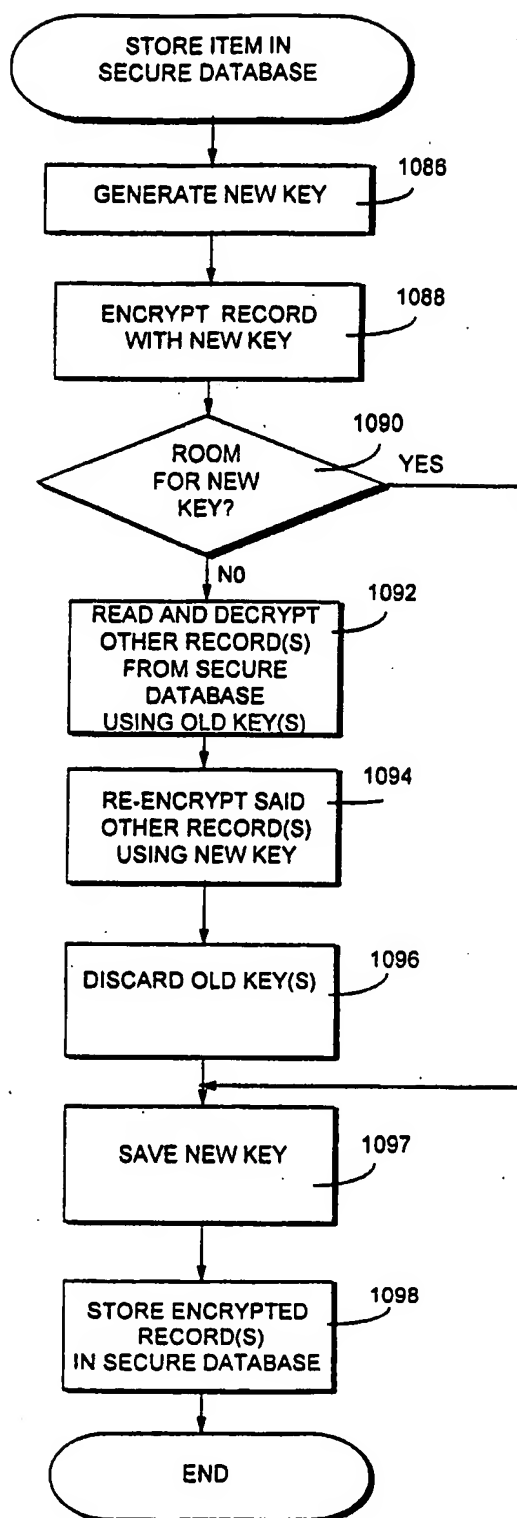 STORE ITEM IN
SECURE DATABASE
1086
GENERATE NEW KEY
1088
ENCRYPT RECORD
WITH NEW KEY
1090
ROOM
FOR NEW
KEY?
YES
NO
1092
READ AND DECRYPT
OTHER RECORD(S)
FROM SECURE
DATABASE
USING OLD KEY(S)
1094
RE-ENCRYPT SAID
OTHER RECORD(S)
USING NEW KEY
1096
DISCARD OLD KEY(S)
SAVE NEW KEY
1097
1098
STORE ENCRYPTED
RECORD(S)
IN SECURE DATABASE
END